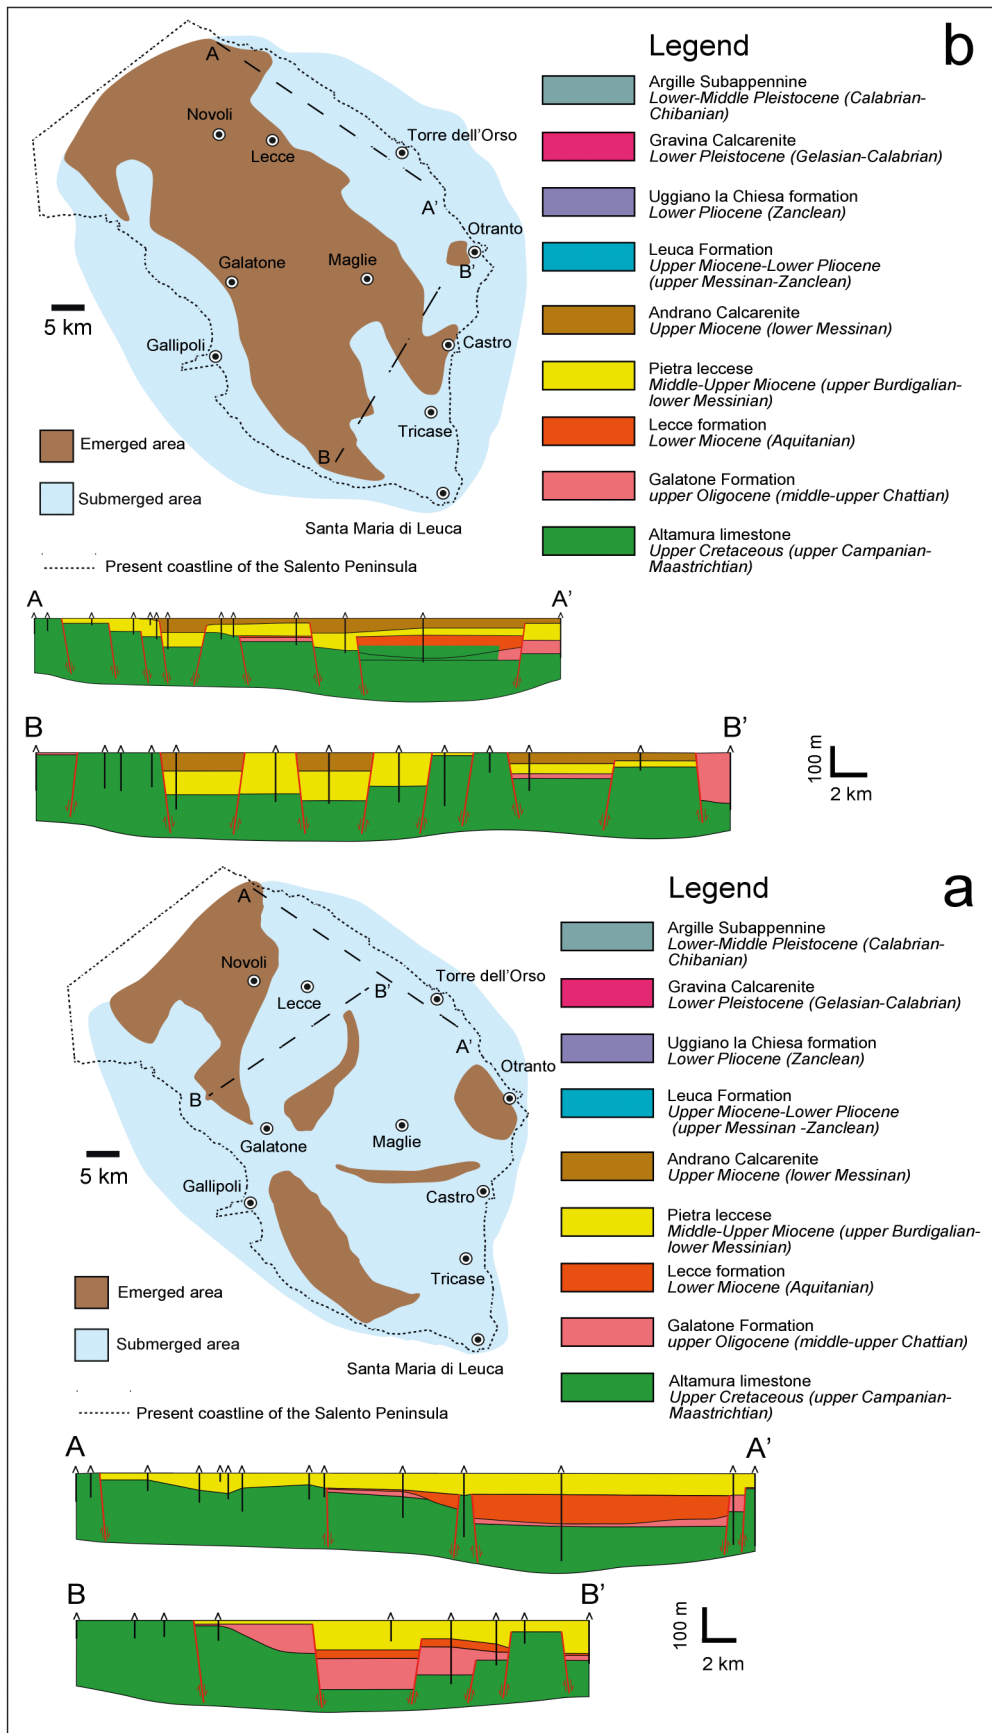 b
Legend
Argille Subappennine
Lower-Middle Pleistocene (Calabrian-
Chibanian)
Gravina Calcarenite
Lower Pleistocene (Gelasian-Calabrian)
Uggiano la Chiesa formation
Lower Pliocene (Zanclean)
Leuca Formation
Upper Miocene-Lower Pliocene
(upper Messinan-Zanclean)
Andrano Calcarenite
Upper Miocene (lower Messinan)
Pietra leccese
Middle-Upper Miocene (upper Burdigalian-
lower Messinian)
Lecce formation
Lower Miocene (Aquitanian)
Galatone Formation
upper Oligocene (middle-upper Chattian)
Altamura limestone
Upper Cretaceous (upper Campanian-
Maastrichtian)
A
Novoli
Lecce
Torre dell'Orso
A'
Otranto
B'
Galatone
Maglie
5 km
Gallipoli
Castro
Tricase
B
Emerged area
Submerged area
Santa Maria di Leuca
Present coastline of the Salento Peninsula
A
A'
B
B'
100 m
2 km
a
Legend
Argille Subappennine
Lower-Middle Pleistocene (Calabrian-
Chibanian)
Gravina Calcarenite
Lower Pleistocene (Gelasian-Calabrian)
Uggiano la Chiesa formation
Lower Pliocene (Zanclean)
Leuca Formation
Upper Miocene-Lower Pliocene
(upper Messinan -Zanclean)
Andrano Calcarenite
Upper Miocene (lower Messinan)
Pietra leccese
Middle-Upper Miocene (upper Burdigalian-
lower Messinian)
Lecce formation
Lower Miocene (Aquitanian)
Galatone Formation
upper Oligocene (middle-upper Chattian)
Altamura limestone
Upper Cretaceous (upper Campanian-
Maastrichtian)
A
Novoli
Lecce
B'
Torre dell'Orso
A'
Otranto
B
Galatone
Maglie
5 km
Gallipoli
Castro
Tricase
Emerged area
Submerged area
Santa Maria di Leuca
Present coastline of the Salento Peninsula
A
A'
B
B'
100 m
2 km